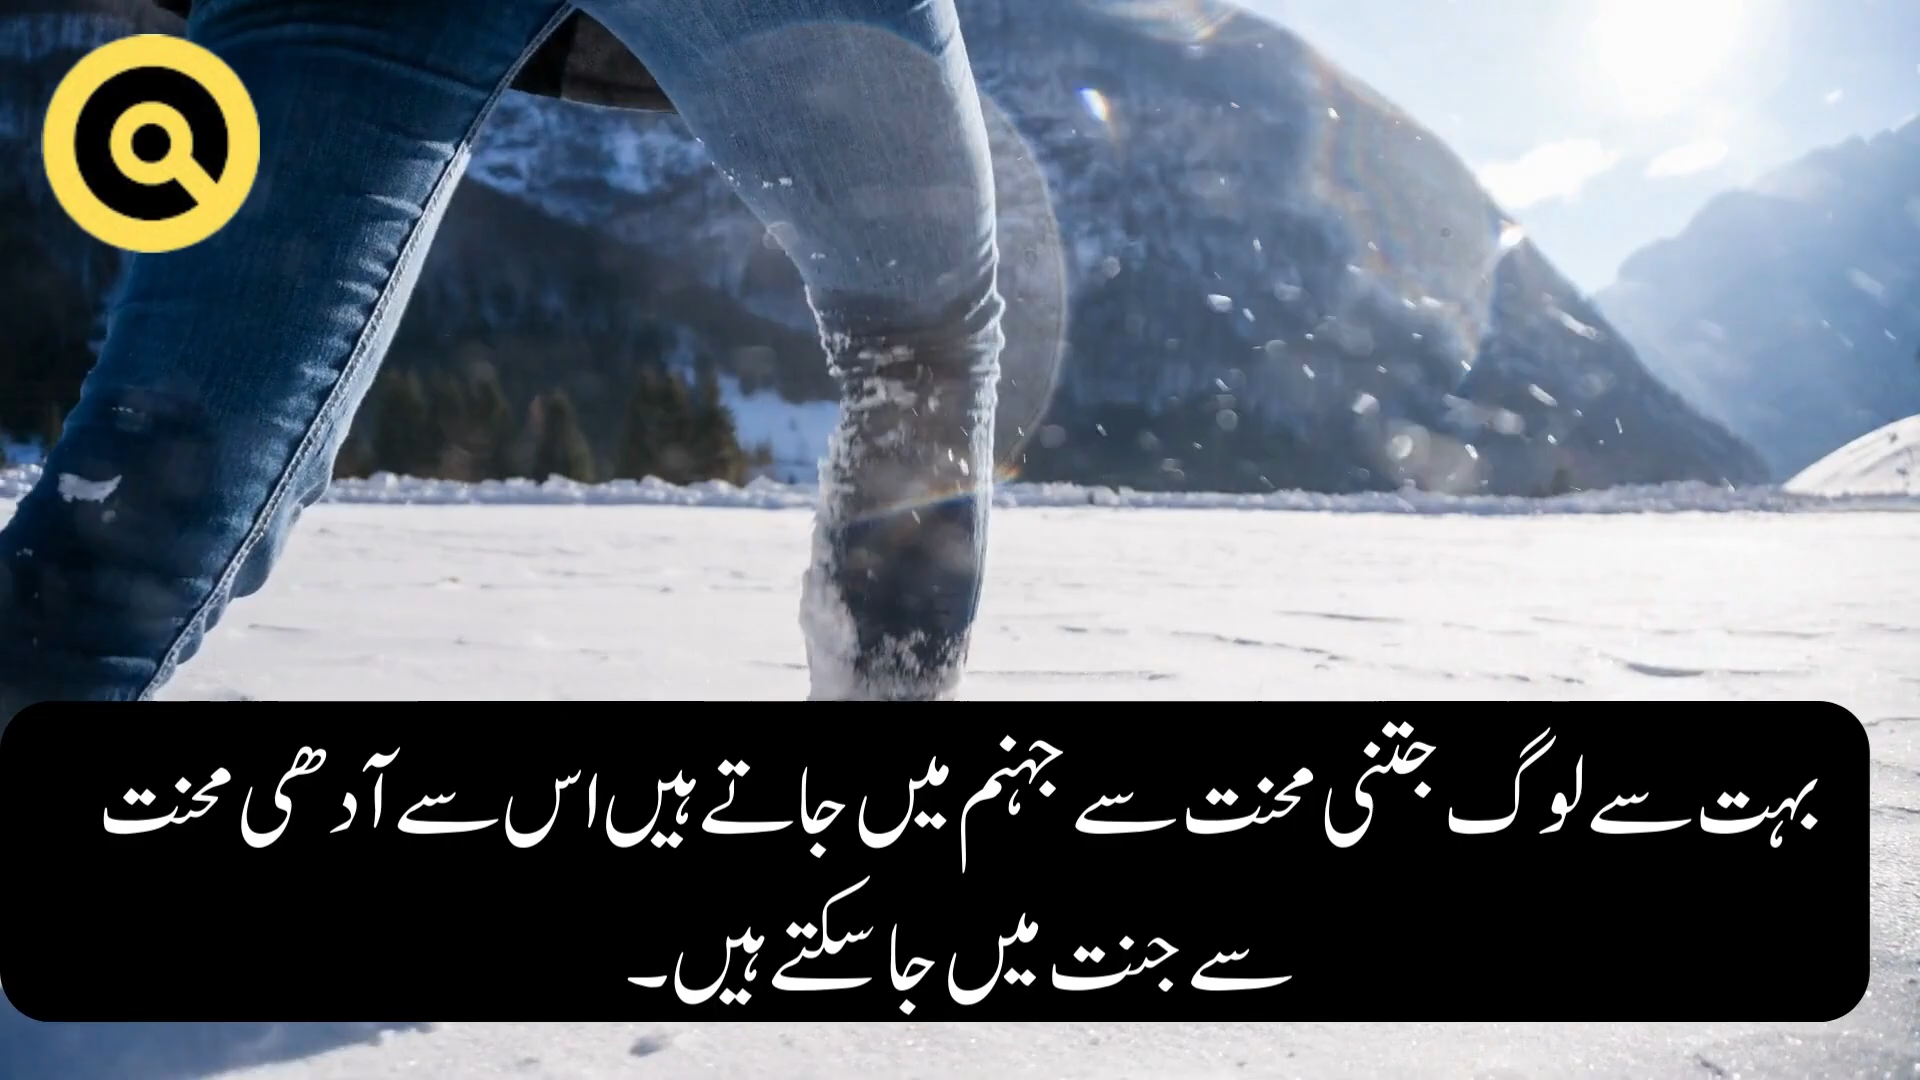 بہت سے لوگ جتنی محنت سے جہنم میں جاتے ہیں اس سے آدھی محنت
سے جنت میں جا سکتے ہیں۔